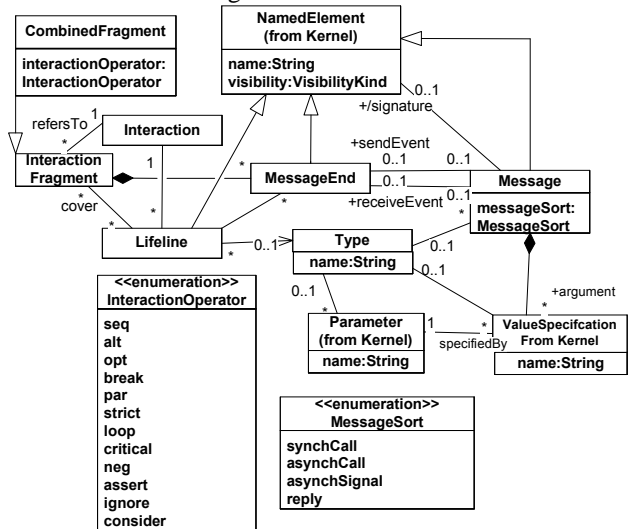 CombinedFragment
interactionOperator:
InteractionOperator
NamedElement
(from Kernel)
name:String
visibility:VisibilityKind
0..1
+/signature
refersTo
1
*
Interaction
Interaction
Fragment
1
*
MessageEnd
+sendEvent
0..1
0..1
0..1
+receiveEvent
0..1
*
Message
messageSort:
MessageSort
*
cover
*
*
*
Lifeline
*
0..1
Type
name:String
0..1
0..1
0..1
*
Parameter
(from Kernel)
name:String
1
*
specifiedBy
+argument
*
ValueSpecifcation
From Kernel
name:String
<<enumeration>>
InteractionOperator
seq
alt
opt
break
par
strict
loop
critical
neg
assert
ignore
consider
<<enumeration>>
MessageSort
synchCall
asynchCall
asynchSignal
reply